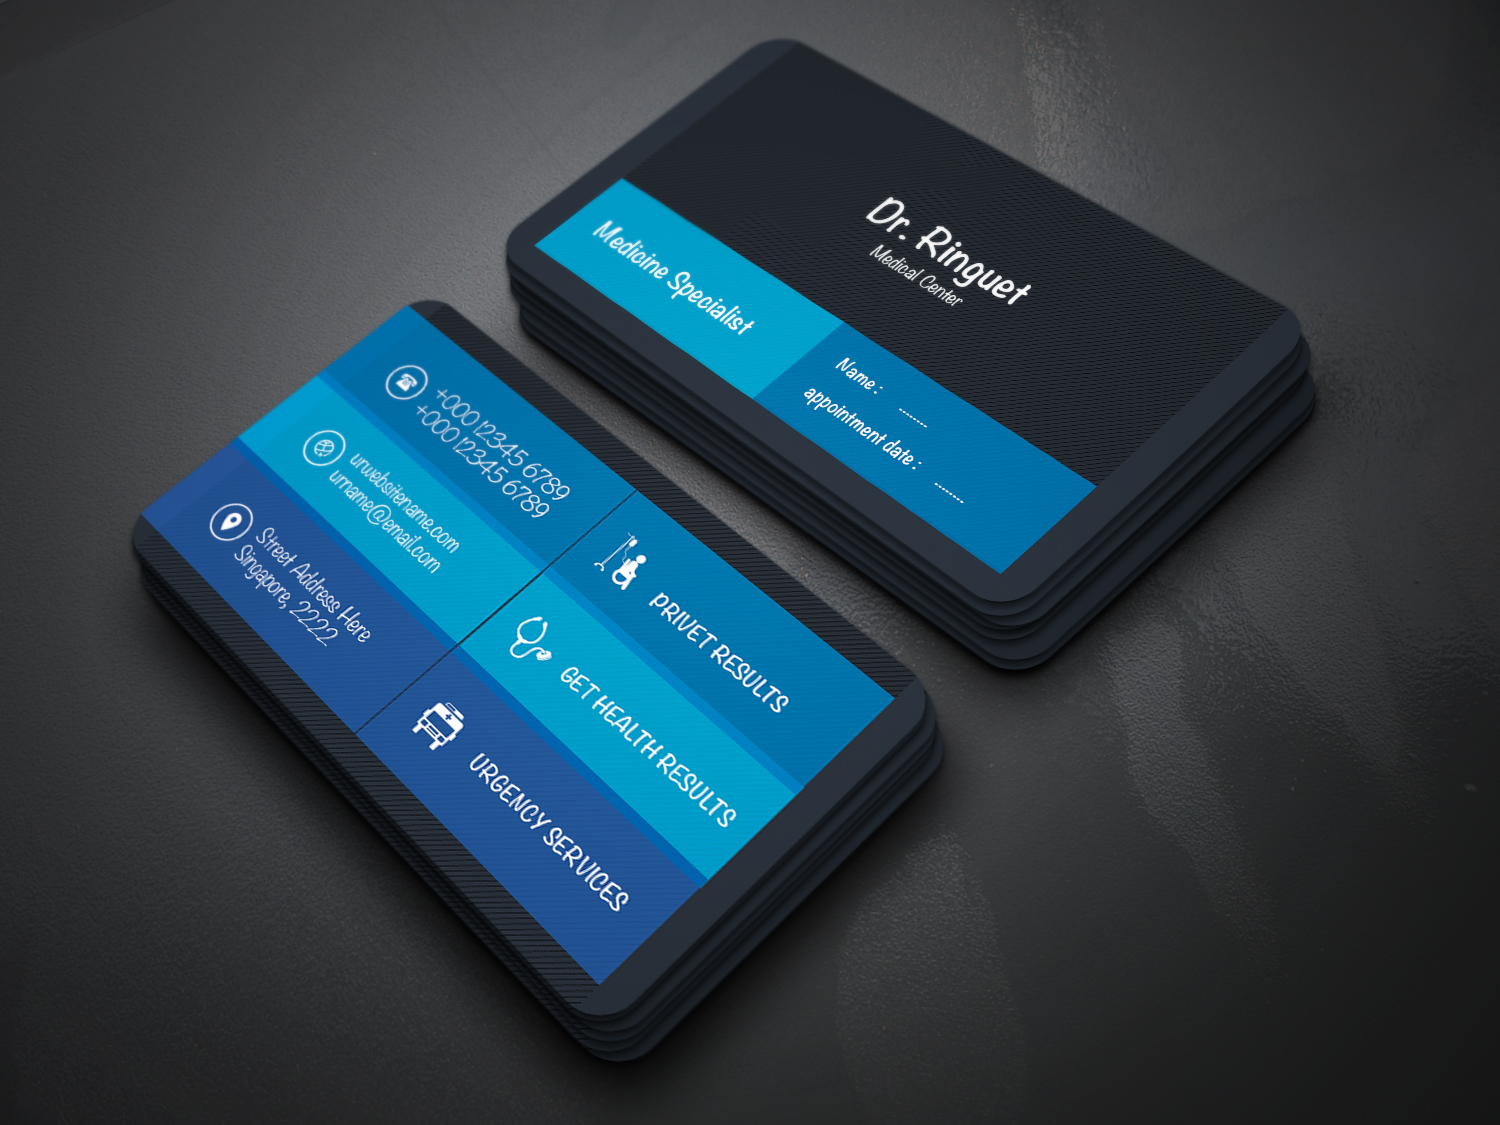 Dr. Ringuet
Medical Center
Medicine Specialist
Name : ........
appointment date : ........
+000 12345 6789
+000 12345 6789
urwebsitename.com
urname@email.com
Street Address Here
Singapore, 2222
PRIVET RESULTS
GET HEALTH RESULTS
URGENCY SERVICES